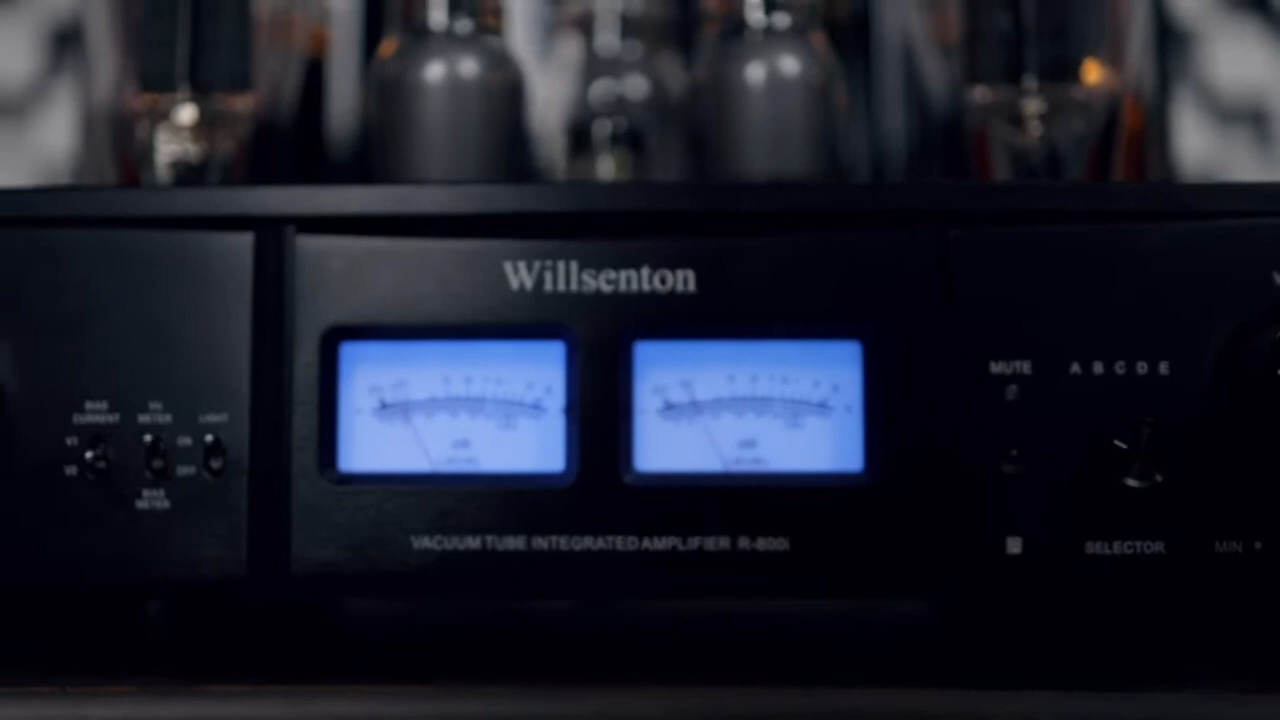 Willsenton
MUTE
A B C D E
BIAS
CURRENT
VU
METER
LIGHT
V1
V2
ON
OFF
BIAS
METER
VACUUM TUBE INTEGRATED AMPLIFIER R-800i
SELECTOR
MIN